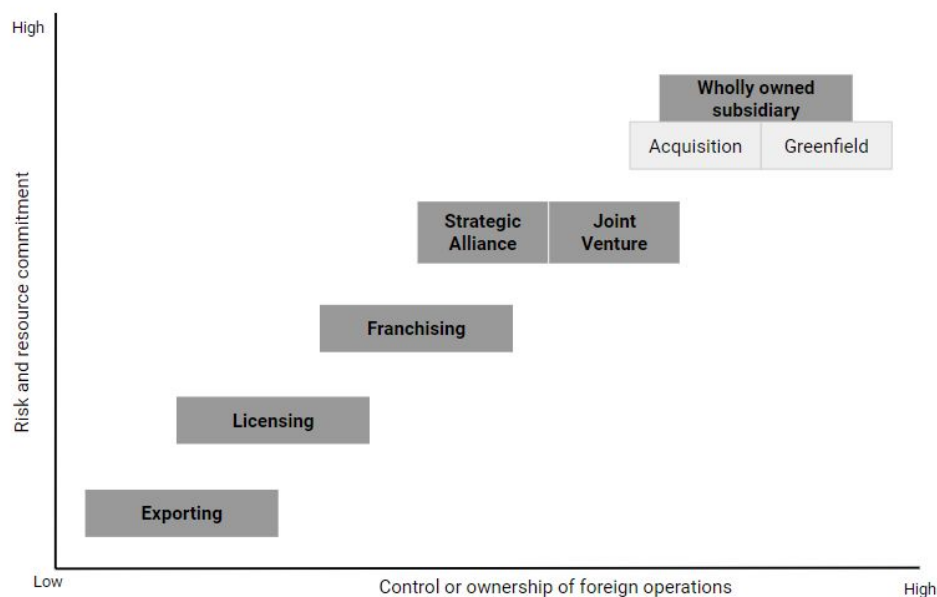 High
Wholly owned
subsidiary
Acquisition
Greenfield
Risk and resource commitment
Strategic
Alliance
Joint
Venture
Franchising
Licensing
Exporting
Low
Control or ownership of foreign operations
High